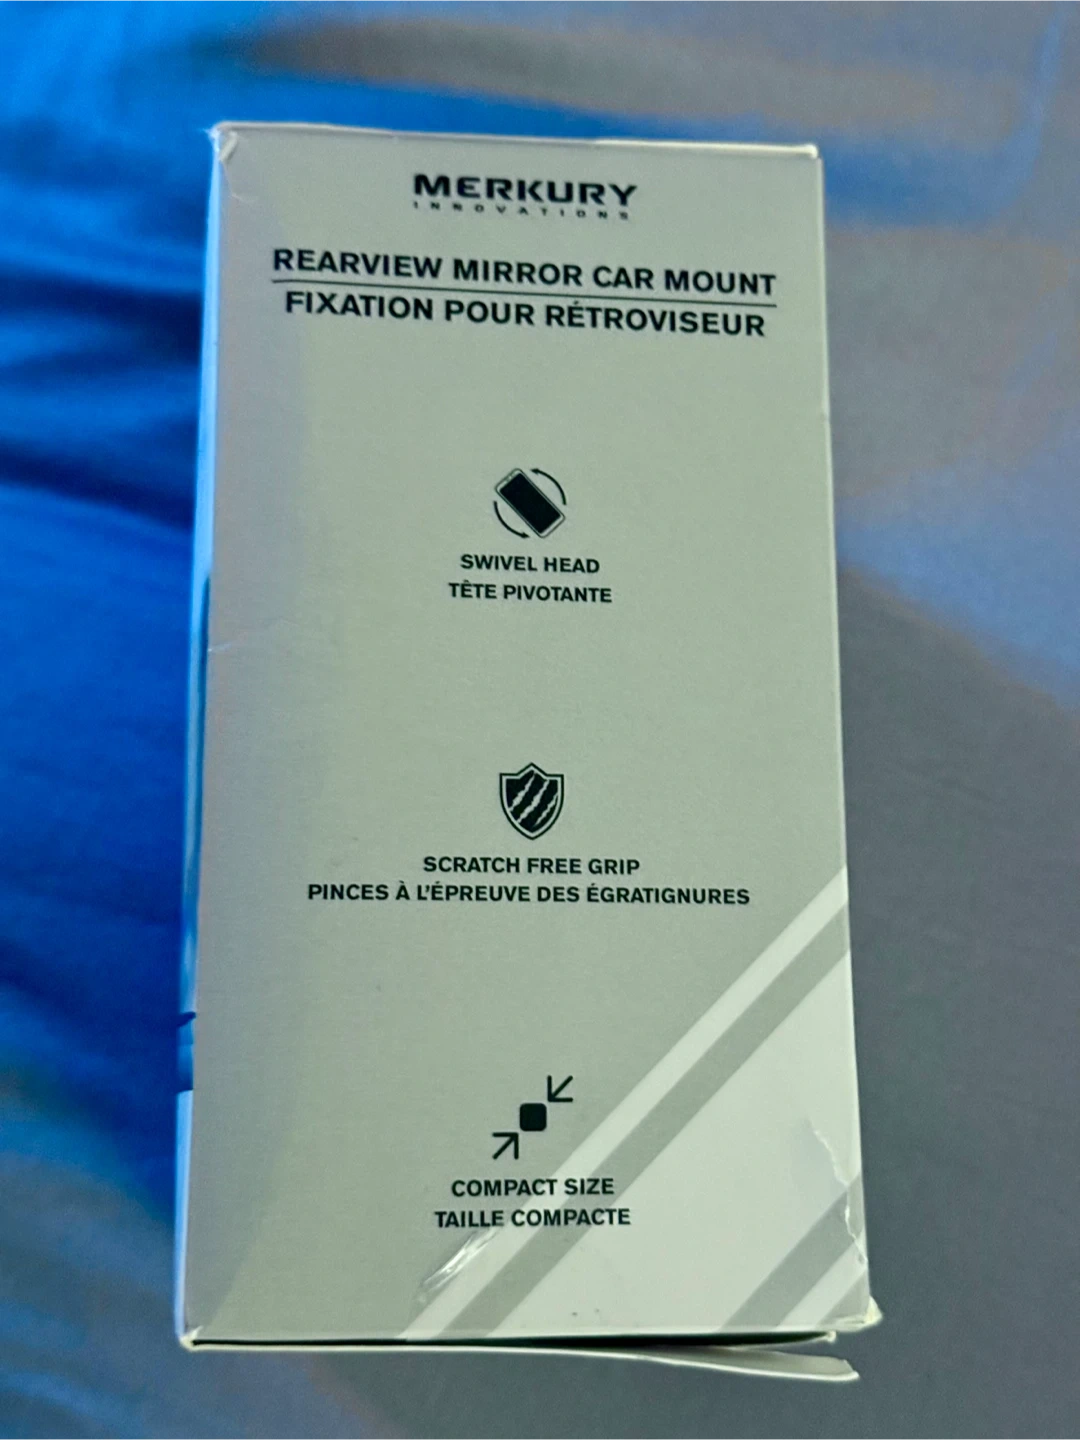 MERKURY
INNOVATIONS
REARVIEW MIRROR CAR MOUNT
FIXATION POUR RÉTROVISEUR
SWIVEL HEAD
TÊTE PIVOTANTE
SCRATCH FREE GRIP
PINCES À L'ÉPREUVE DES ÉGRATIGNURES
COMPACT SIZE
TAILLE COMPACTE